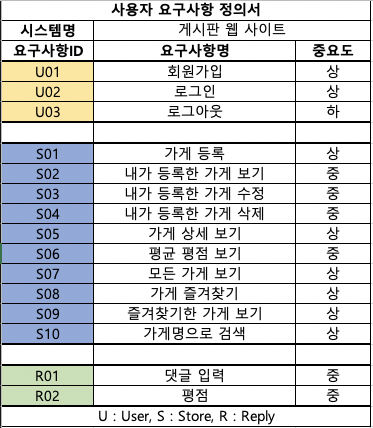 사용자 요구사항 정의서
시스템명 게시판 웹 사이트
요구사항ID 요구사항명 중요도
U01 회원가입 상
U02 로그인 상
U03 로그아웃 하
S01 가게 등록 상
S02 내가 등록한 가게 보기 중
S03 내가 등록한 가게 수정 중
S04 내가 등록한 가게 삭제 중
S05 가게 상세 보기 상
S06 평균 평점 보기 중
S07 모든 가게 보기 상
S08 가게 즐겨찾기 상
S09 즐겨찾기한 가게 보기 상
S10 가게명으로 검색 상
R01 댓글 입력 중
R02 평점 중
U : User, S : Store, R : Reply